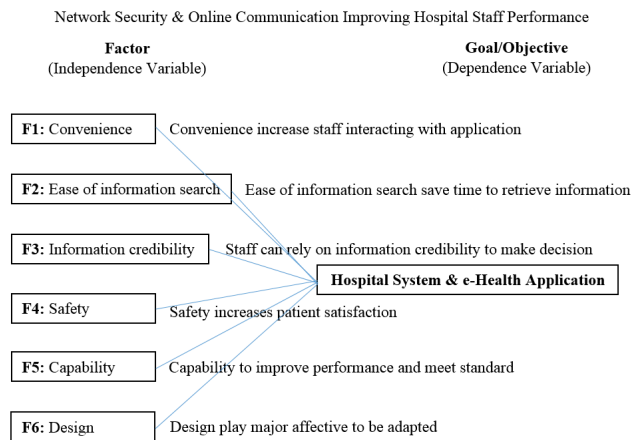 Network Security & Online Communication Improving Hospital Staff Performance
Factor
(Independence Variable)
Goal/Objective
(Dependence Variable)
F1: Convenience
Convenience increase staff interacting with application
F2: Ease of information search
Ease of information search save time to retrieve information
F3: Information credibility
Staff can rely on information credibility to make decision
Hospital System & e-Health Application
F4: Safety
Safety increases patient satisfaction
F5: Capability
Capability to improve performance and meet standard
F6: Design
Design play major affective to be adapted